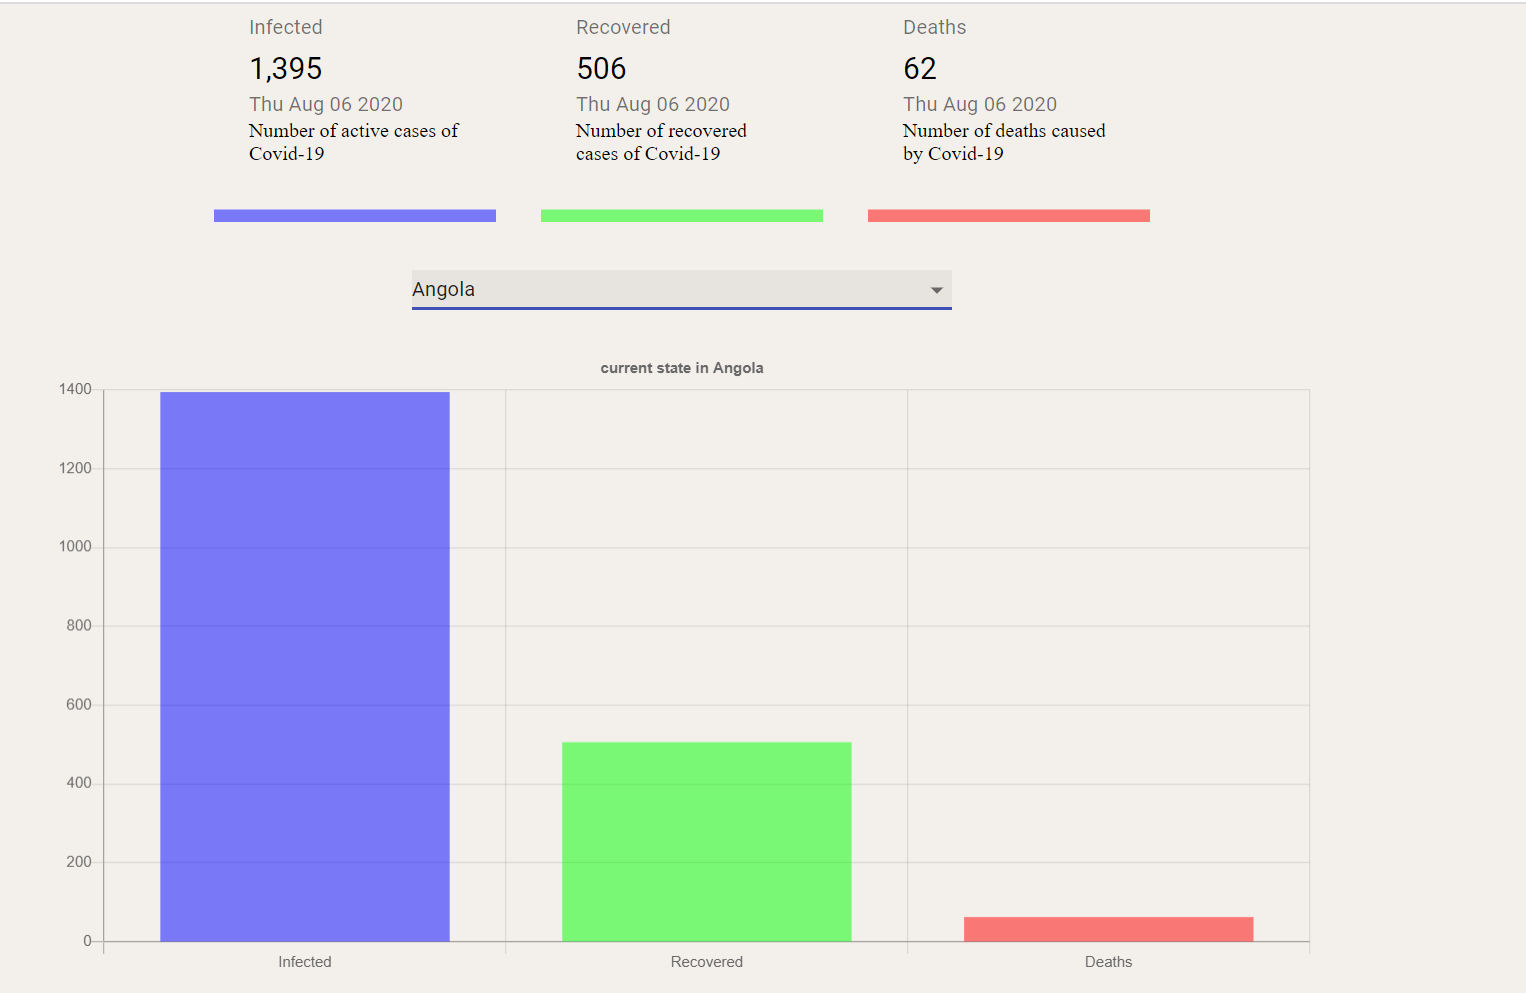 Infected
1,395
Thu Aug 06 2020
Number of active cases of
Covid-19
Recovered
506
Thu Aug 06 2020
Number of recovered
cases of Covid-19
Deaths
62
Thu Aug 06 2020
Number of deaths caused
by Covid-19
Angola
current state in Angola
1400
1200
1000
800
600
400
200
0
Infected
Recovered
Deaths